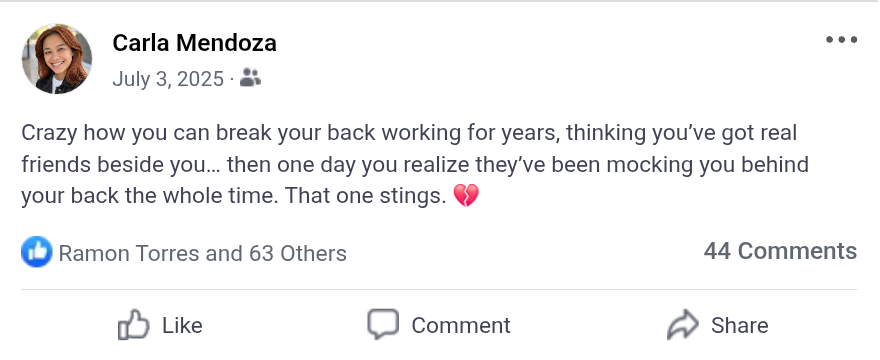 Carla Mendoza
July 3, 2025 ·
Crazy how you can break your back working for years, thinking you’ve got real
friends beside you... then one day you realize they’ve been mocking you behind
your back the whole time. That one stings. 💔
Ramon Torres and 63 Others
44 Comments
Like
Comment
Share